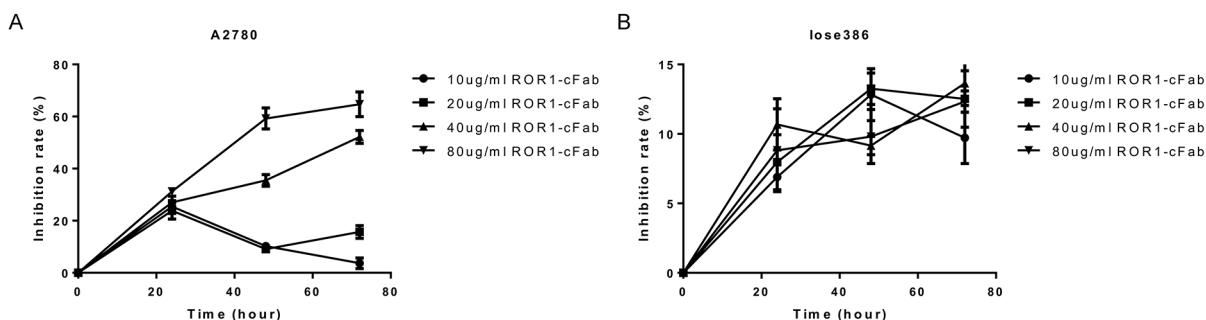 A
A2780
80
60
40
20
0
0 20 40 60 80
Inhibition rate (%)
Time (hour)
10ug/ml ROR1-cFab
20ug/ml ROR1-cFab
40ug/ml ROR1-cFab
80ug/ml ROR1-cFab
B
Iose386
15
10
5
0
0 20 40 60 80
Inhibition rate (%)
Time (hour)
10ug/ml ROR1-cFab
20ug/ml ROR1-cFab
40ug/ml ROR1-cFab
80ug/ml ROR1-cFab